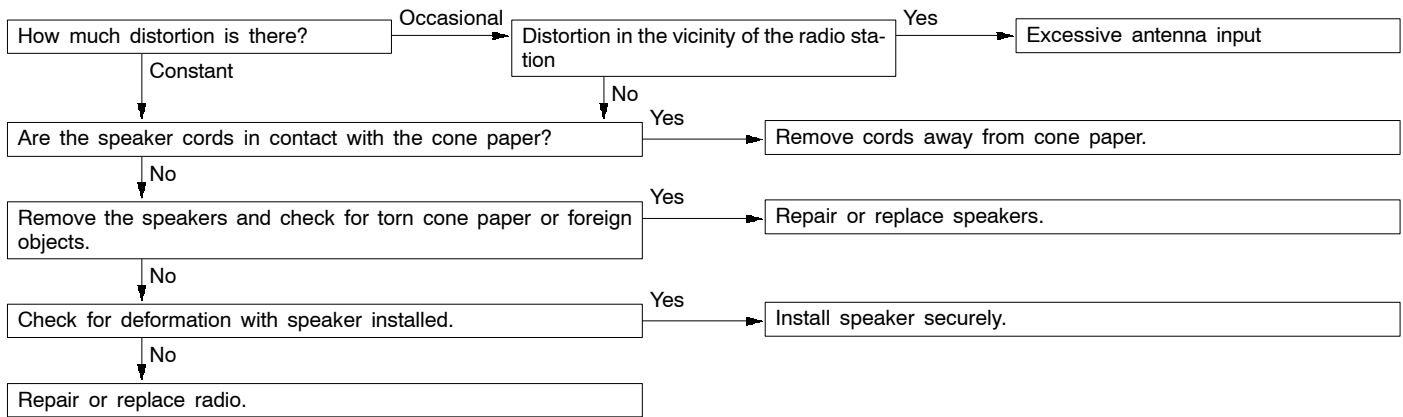 How much distortion is there?
Occasional
Distortion in the vicinity of the radio sta-
tion
Yes
Excessive antenna input
Constant
No
Are the speaker cords in contact with the cone paper?
Yes
Remove cords away from cone paper.
No
Remove the speakers and check for torn cone paper or foreign
objects.
Yes
Repair or replace speakers.
No
Check for deformation with speaker installed.
Yes
Install speaker securely.
No
Repair or replace radio.